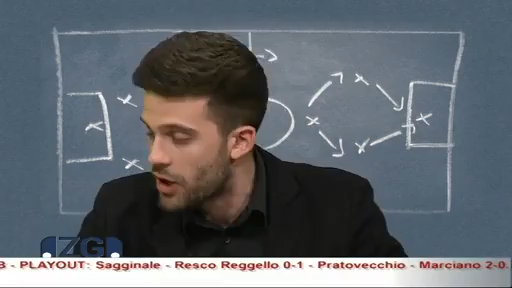 ZG
B - PLAYOUT: Sagginale - Resco Reggello 0-1 - Pratovecchio - Marciano 2-0